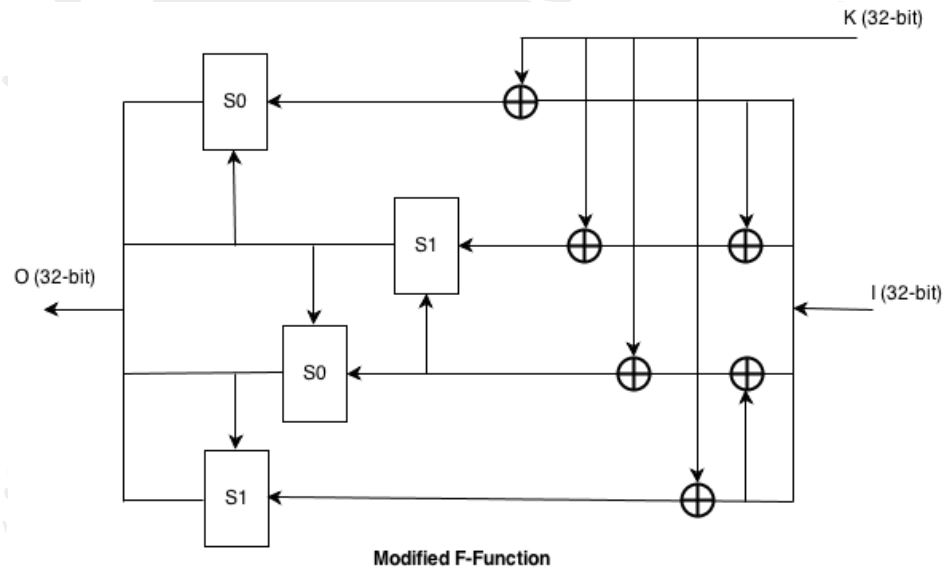 K (32-bit)
S0
S1
O (32-bit)
I (32-bit)
S0
S1
Modified F-Function